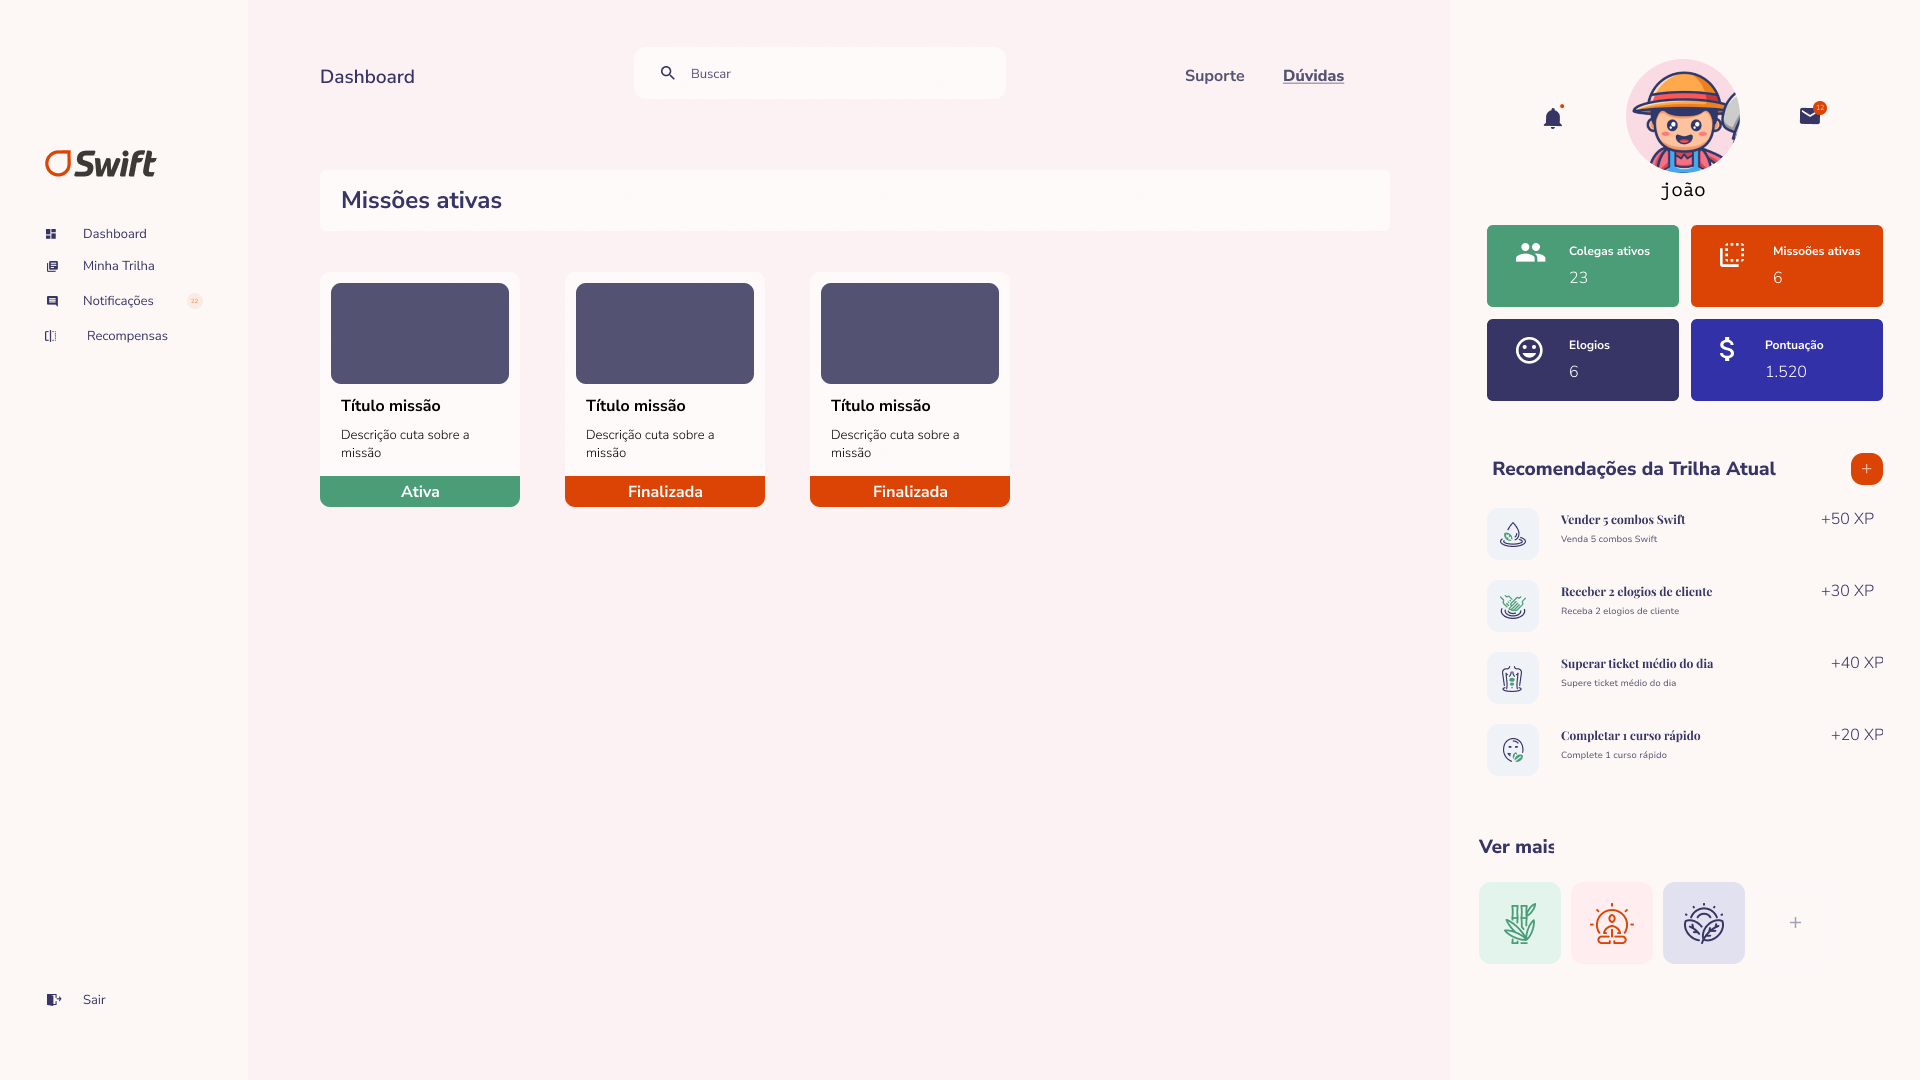 Swift
Dashboard
Minha Trilha
Notificações
22
Recompensas
Sair
Dashboard
Buscar
Suporte
Dúvidas
Missões ativas
Título missão
Descrição cuta sobre a
missão
Ativa
Título missão
Descrição cuta sobre a
missão
Finalizada
Título missão
Descrição cuta sobre a
missão
Finalizada
12
joão
Colegas ativos
23
Missoões ativas
6
Elogios
6
Pontuação
1.520
Recomendações da Trilha Atual
+
Vender 5 combos Swift
+50 XP
Venda 5 combos Swift
Receber 2 elogios de cliente
+30 XP
Receba 2 elogios de cliente
Superar ticket médio do dia
+40 XP
Supere ticket médio do dia
Completar 1 curso rápido
+20 XP
Complete 1 curso rápido
Ver mais
+